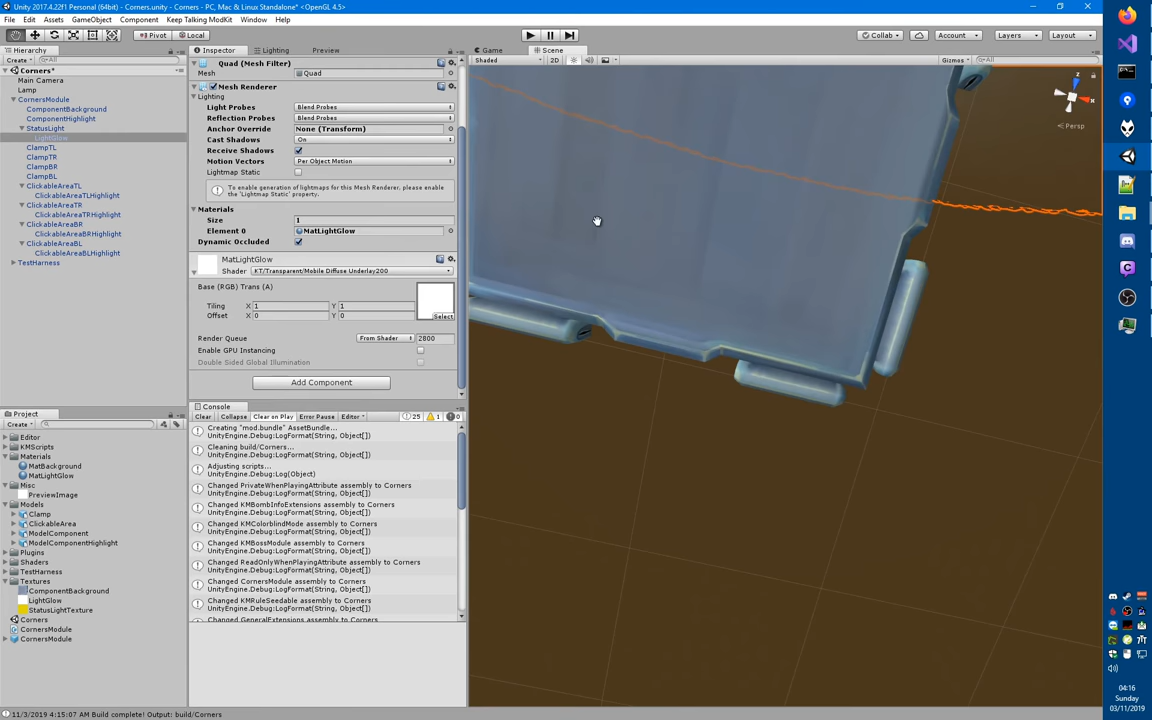 Unity 2017.4.22f1 Personal (64bit) - Corners.unity - Corners - PC, Mac & Linux Standalone* <OpenGL 4.5>
File Edit Assets GameObject Component Keep Talking ModKit Window Help
Pivot Local Collab Account Layers Layout
Hierarchy
Create All
Corners*
Main Camera
Lamp
CornersModule
ComponentBackground
ComponentHighlight
StatusLight
LightGlow
ClampTL
ClampTR
ClampBR
ClampBL
ClickableAreaTL
ClickableAreaTLHighlight
ClickableAreaTR
ClickableAreaTRHighlight
ClickableAreaBR
ClickableAreaBRHighlight
ClickableAreaBL
ClickableAreaBLHighlight
TestHarness
Project
Create
Editor
KMScripts
Materials
MatBackground
MatLightGlow
Misc
PreviewImage
Models
Clamp
ClickableArea
ModelComponent
ModelComponentHighlight
Plugins
Shaders
TestHarness
Textures
ComponentBackground
LightGlow
StatusLightTexture
Corners
CornersModule
CornersModule
Inspector Lighting Preview
Quad (Mesh Filter)
Mesh Quad
Mesh Renderer
Lighting
Light Probes Blend Probes
Reflection Probes Blend Probes
Anchor Override None (Transform)
Cast Shadows On
Receive Shadows
Motion Vectors Per Object Motion
Lightmap Static
To enable generation of lightmaps for this Mesh Renderer, please enable
the 'Lightmap Static' property.
Materials
Size 1
Element 0 MatLightGlow
Dynamic Occluded
MatLightGlow
Shader KT/Transparent/Mobile Diffuse Underlay200
Base (RGB) Trans (A)
Tiling X 1 Y 1
Offset X 0 Y 0
Select
Render Queue From Shader 2800
Enable GPU Instancing
Double Sided Global Illumination
Add Component
Console
Clear Collapse Clear on Play Error Pause Editor 25 1 0
Creating "mod.bundle" AssetBundle...
UnityEngine.Debug:LogFormat(String, Object[])
Cleaning build/Corners...
UnityEngine.Debug:LogFormat(String, Object[])
Adjusting scripts...
UnityEngine.Debug:Log(Object)
Changed PrivateWhenPlayingAttribute assembly to Corners
UnityEngine.Debug:LogFormat(String, Object[])
Changed KMBombInfoExtensions assembly to Corners
UnityEngine.Debug:LogFormat(String, Object[])
Changed KMColorblindMode assembly to Corners
UnityEngine.Debug:LogFormat(String, Object[])
Changed KMBossModule assembly to Corners
UnityEngine.Debug:LogFormat(String, Object[])
Changed ReadOnlyWhenPlayingAttribute assembly to Corners
UnityEngine.Debug:LogFormat(String, Object[])
Changed CornersModule assembly to Corners
UnityEngine.Debug:LogFormat(String, Object[])
Changed KMRuleSeedable assembly to Corners
UnityEngine.Debug:LogFormat(String, Object[])
Changed GeneralExtensions assembly to Corners
Game Scene
Shaded 2D Gizmos All
z
x
Persp
04:16
Sunday
03/11/2019
11/3/2019 4:15:07 AM Build complete! Output: build/Corners